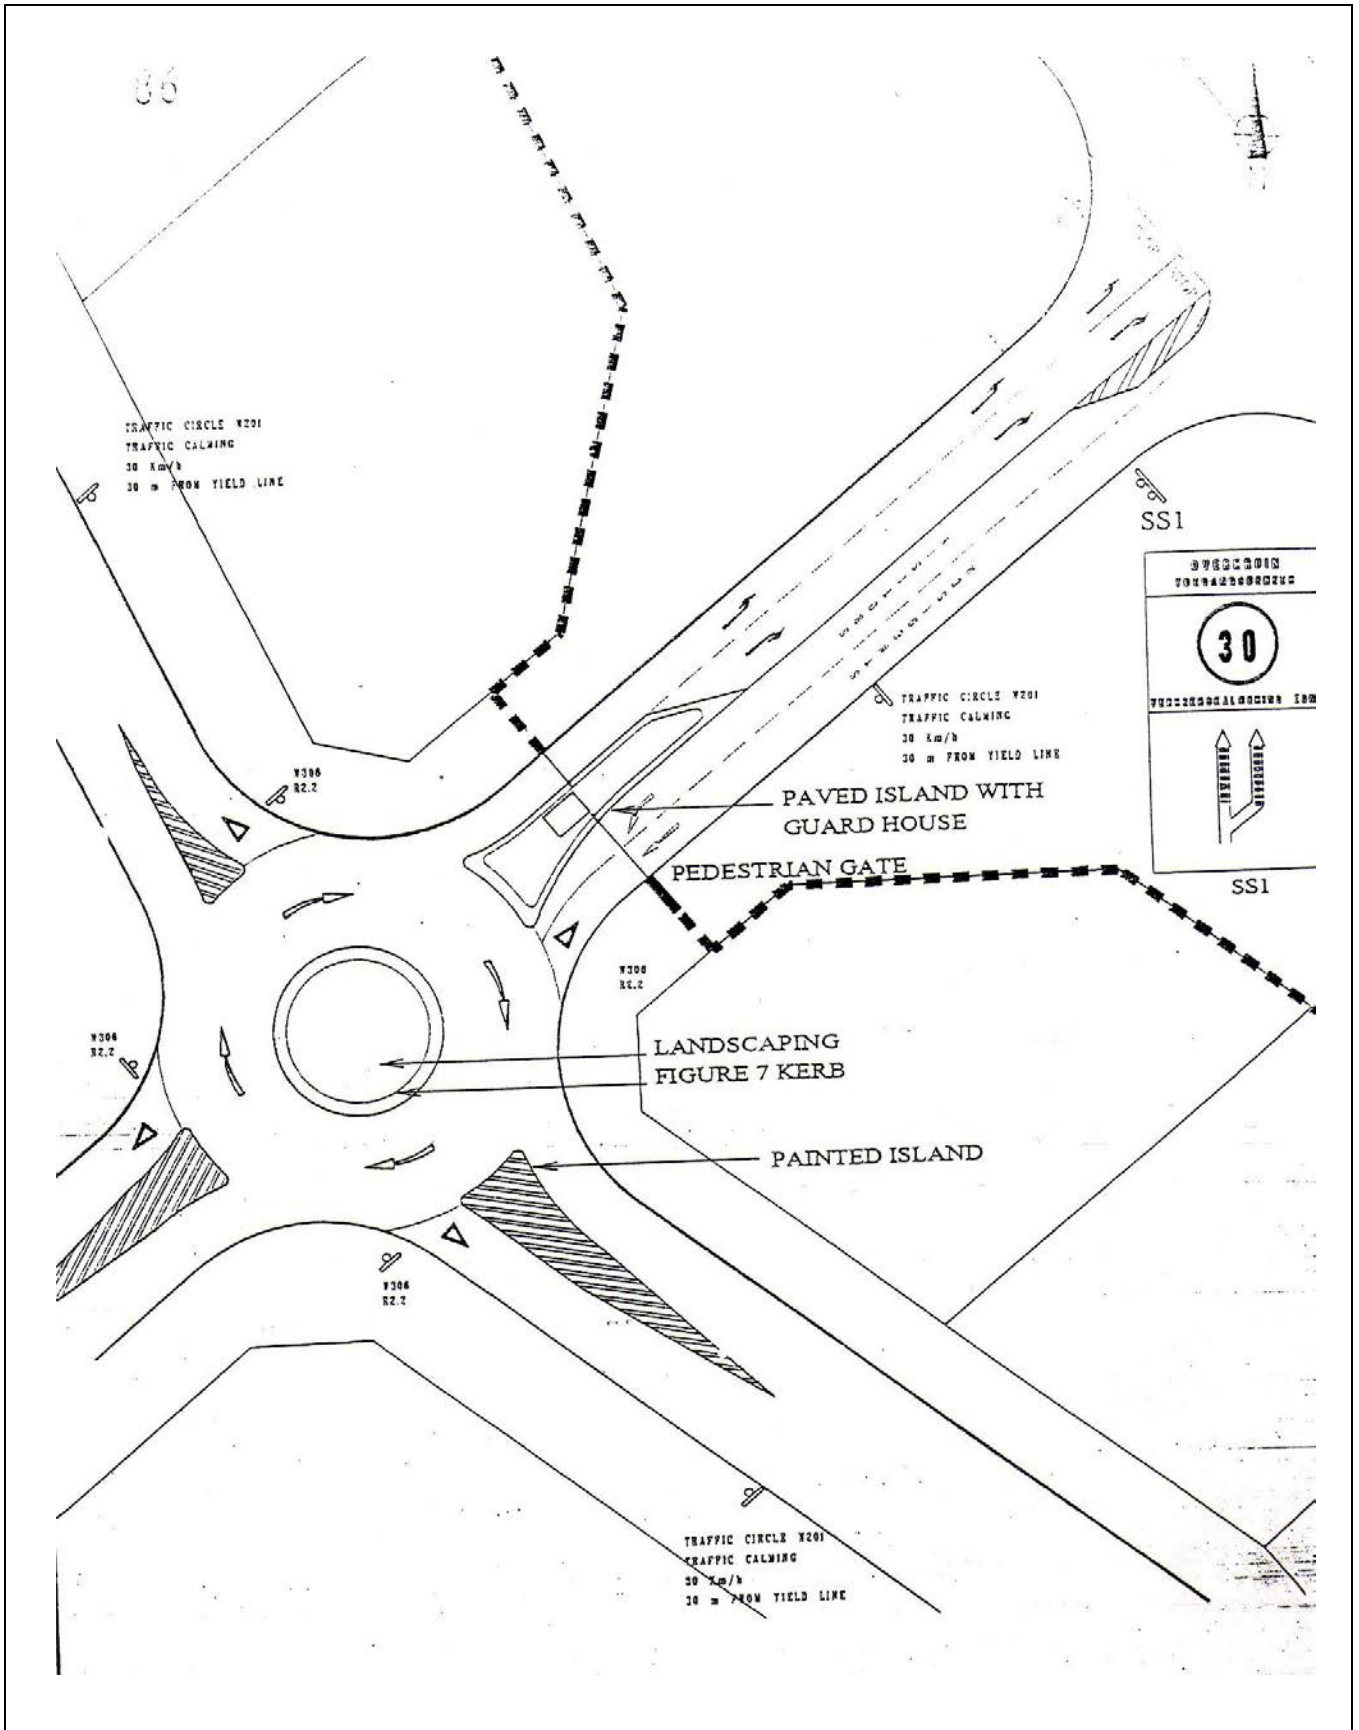 06
TRAFFIC CIRCLE W201
TRAFFIC CALMING
30 Km/h
30 m FROM YIELD LINE
SS1
30
SS1
TRAFFIC CIRCLE W201
TRAFFIC CALMING
30 Km/h
30 m FROM YIELD LINE
W306
R2.2
PAVED ISLAND WITH
GUARD HOUSE
PEDESTRIAN GATE
W306
R2.2
W306
R2.2
LANDSCAPING
FIGURE 7 KERB
PAINTED ISLAND
W306
R2.2
TRAFFIC CIRCLE W201
TRAFFIC CALMING
30 Km/h
30 m FROM YIELD LINE